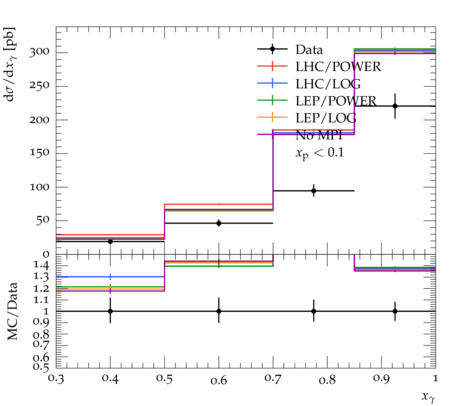 dσ/dxγ [pb]
300
250
200
150
100
50
0
Data
LHC/POWER
LHC/LOG
LEP/POWER
LEP/LOG
No MPI
xp < 0.1
MC/Data
1.4
1.3
1.2
1.1
1
0.9
0.8
0.7
0.6
0.5
0.3 0.4 0.5 0.6 0.7 0.8 0.9 1
xγ